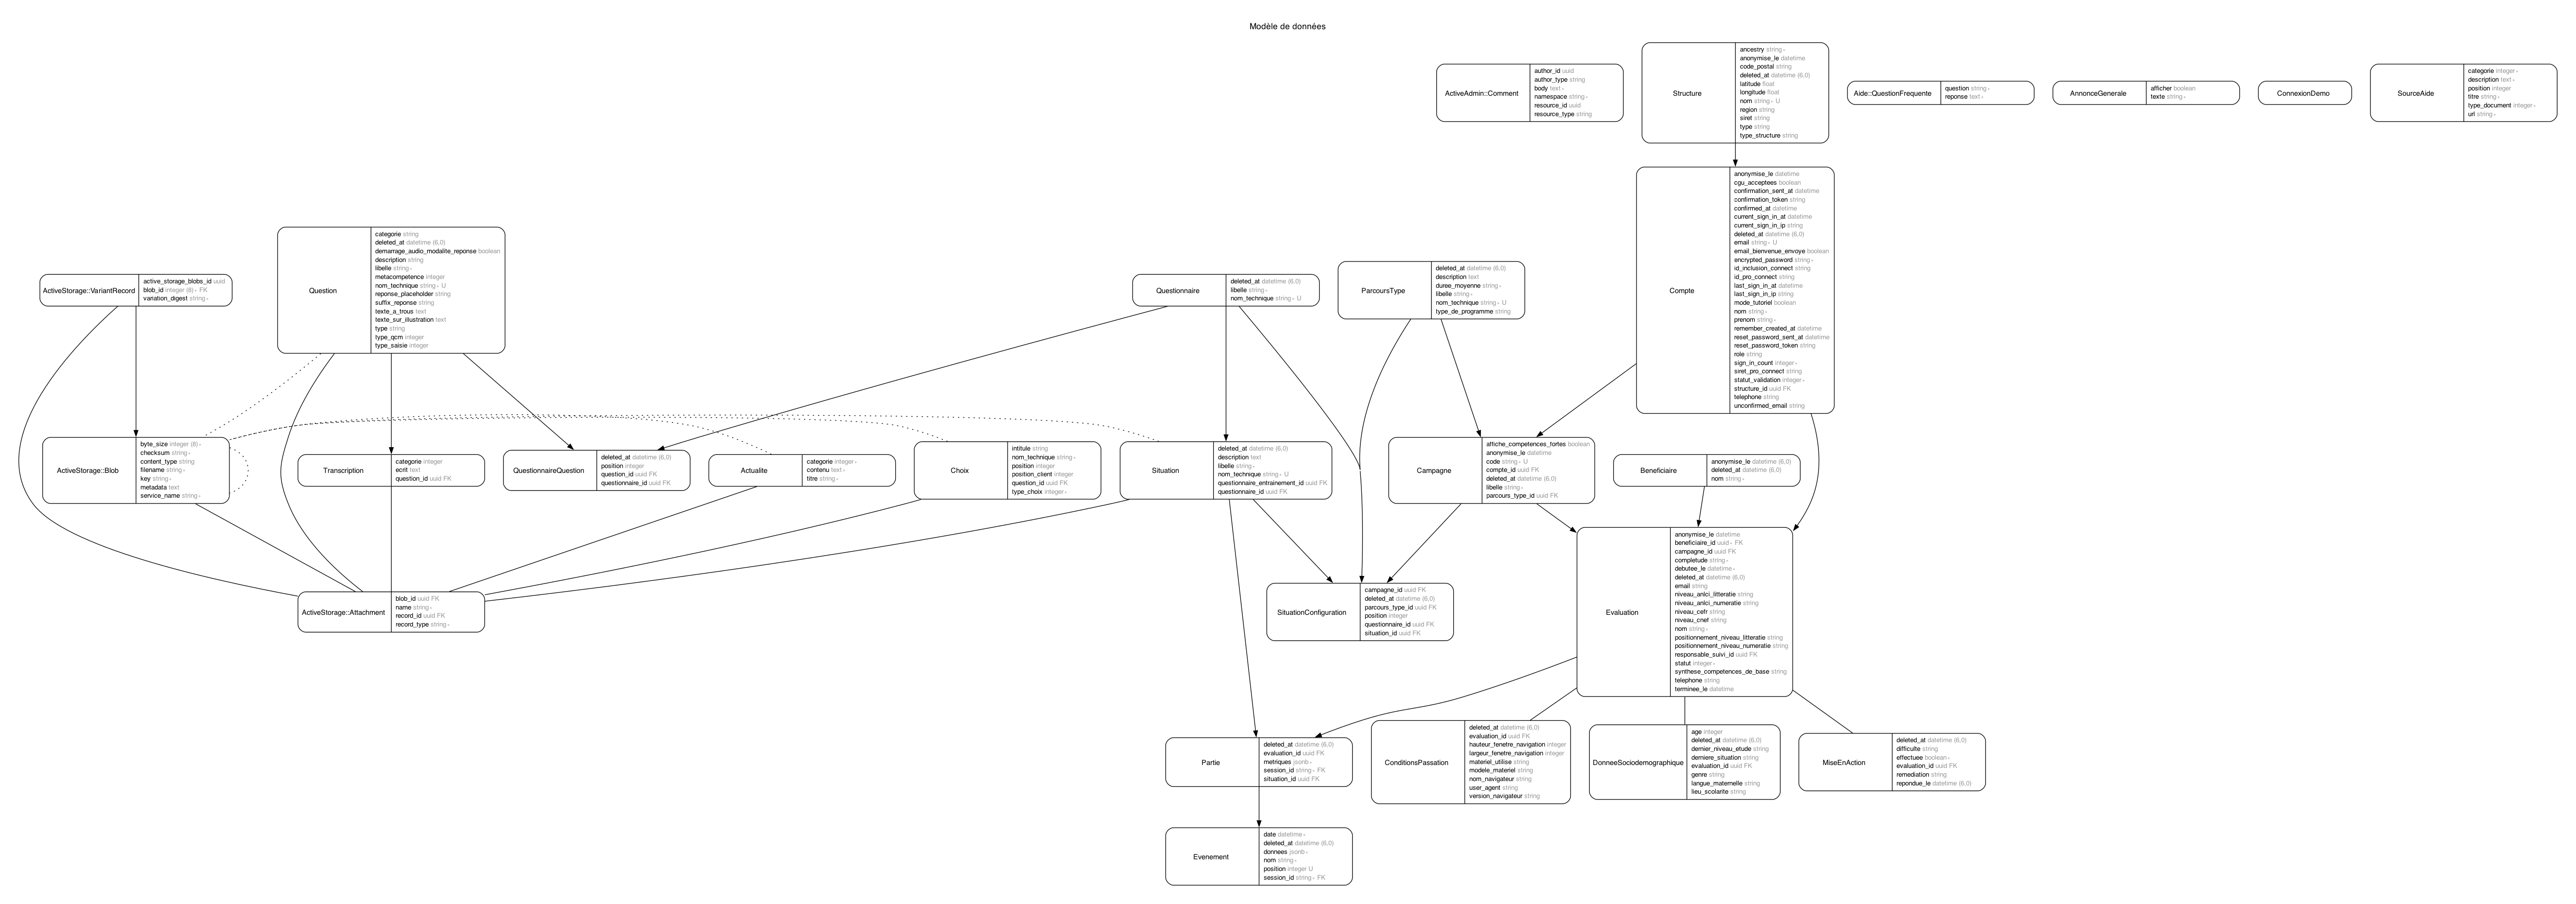 Modèle de données
ActiveAdmin::Comment
author_id uuid
author_type string
body text ∗
namespace string ∗
resource_id uuid
resource_type string
Structure
ancestry string ∗
anonymise_le datetime
code_postal string
deleted_at datetime (6,0)
latitude float
longitude float
nom string ∗ U
region string
siret string
type string
type_structure string
Aide::QuestionFrequente
question string ∗
reponse text ∗
AnnonceGenerale
afficher boolean
texte string ∗
ConnexionDemo
SourceAide
categorie integer ∗
description text ∗
position integer
titre string ∗
type_document integer ∗
url string ∗
Compte
anonymise_le datetime
cgu_acceptees boolean
confirmation_sent_at datetime
confirmation_token string
confirmed_at datetime
current_sign_in_at datetime
current_sign_in_ip string
deleted_at datetime (6,0)
email string ∗ U
email_bienvenue_envoye boolean
encrypted_password string ∗
id_inclusion_connect string
id_pro_connect string
last_sign_in_at datetime
last_sign_in_ip string
mode_tutoriel boolean
nom string ∗
prenom string ∗
remember_created_at datetime
reset_password_sent_at datetime
reset_password_token string
role string
sign_in_count integer ∗
siret_pro_connect string
statut_validation integer ∗
structure_id uuid FK
telephone string
unconfirmed_email string
ActiveStorage::VariantRecord
active_storage_blobs_id uuid
blob_id integer (8) ∗ FK
variation_digest string ∗
Question
categorie string
deleted_at datetime (6,0)
demarrage_audio_modalite_reponse boolean
description string
libelle string ∗
metacompetence integer
nom_technique string ∗ U
reponse_placeholder string
suffix_reponse string
texte_a_trous text
texte_sur_illustration text
type string
type_qcm integer
type_saisie integer
Questionnaire
deleted_at datetime (6,0)
libelle string ∗
nom_technique string ∗ U
ParcoursType
deleted_at datetime (6,0)
description text
duree_moyenne string ∗
libelle string ∗
nom_technique string ∗ U
type_de_programme string
ActiveStorage::Blob
byte_size integer (8) ∗
checksum string ∗
content_type string
filename string ∗
key string ∗
metadata text
service_name string ∗
Transcription
categorie integer
ecrit text
question_id uuid FK
QuestionnaireQuestion
deleted_at datetime (6,0)
position integer
question_id uuid FK
questionnaire_id uuid FK
Actualite
categorie integer ∗
contenu text ∗
titre string ∗
Choix
intitule string
nom_technique string ∗
position integer
position_client integer
question_id uuid FK
type_choix integer ∗
Situation
deleted_at datetime (6,0)
description text
libelle string ∗
nom_technique string ∗ U
questionnaire_entrainement_id uuid FK
questionnaire_id uuid FK
Campagne
affiche_competences_fortes boolean
anonymise_le datetime
code string ∗ U
compte_id uuid FK
deleted_at datetime (6,0)
libelle string ∗
parcours_type_id uuid FK
Beneficiaire
anonymise_le datetime (6,0)
deleted_at datetime (6,0)
nom string ∗
ActiveStorage::Attachment
blob_id uuid FK
name string ∗
record_id uuid FK
record_type string ∗
SituationConfiguration
campagne_id uuid FK
deleted_at datetime (6,0)
parcours_type_id uuid FK
position integer
questionnaire_id uuid FK
situation_id uuid FK
Evaluation
anonymise_le datetime
beneficiaire_id uuid ∗ FK
campagne_id uuid FK
completude string ∗
debutee_le datetime ∗
deleted_at datetime (6,0)
email string
niveau_anlci_litteratie string
niveau_anlci_numeratie string
niveau_cefr string
niveau_cnef string
nom string ∗
positionnement_niveau_litteratie string
positionnement_niveau_numeratie string
responsable_suivi_id uuid FK
statut integer ∗
synthese_competences_de_base string
telephone string
terminee_le datetime
Partie
deleted_at datetime (6,0)
evaluation_id uuid FK
metriques jsonb ∗
session_id string ∗ FK
situation_id uuid FK
ConditionsPassation
deleted_at datetime (6,0)
evaluation_id uuid FK
hauteur_fenetre_navigation integer
largeur_fenetre_navigation integer
materiel_utilise string
modele_materiel string
nom_navigateur string
user_agent string
version_navigateur string
DonneeSociodemographique
age integer
deleted_at datetime (6,0)
dernier_niveau_etude string
derniere_situation string
evaluation_id uuid FK
genre string
langue_maternelle string
lieu_scolarite string
MiseEnAction
deleted_at datetime (6,0)
difficulte string
effectuee boolean ∗
evaluation_id uuid FK
remediation string
repondue_le datetime (6,0)
Evenement
date datetime ∗
deleted_at datetime (6,0)
donnees jsonb ∗
nom string ∗
position integer U
session_id string ∗ FK